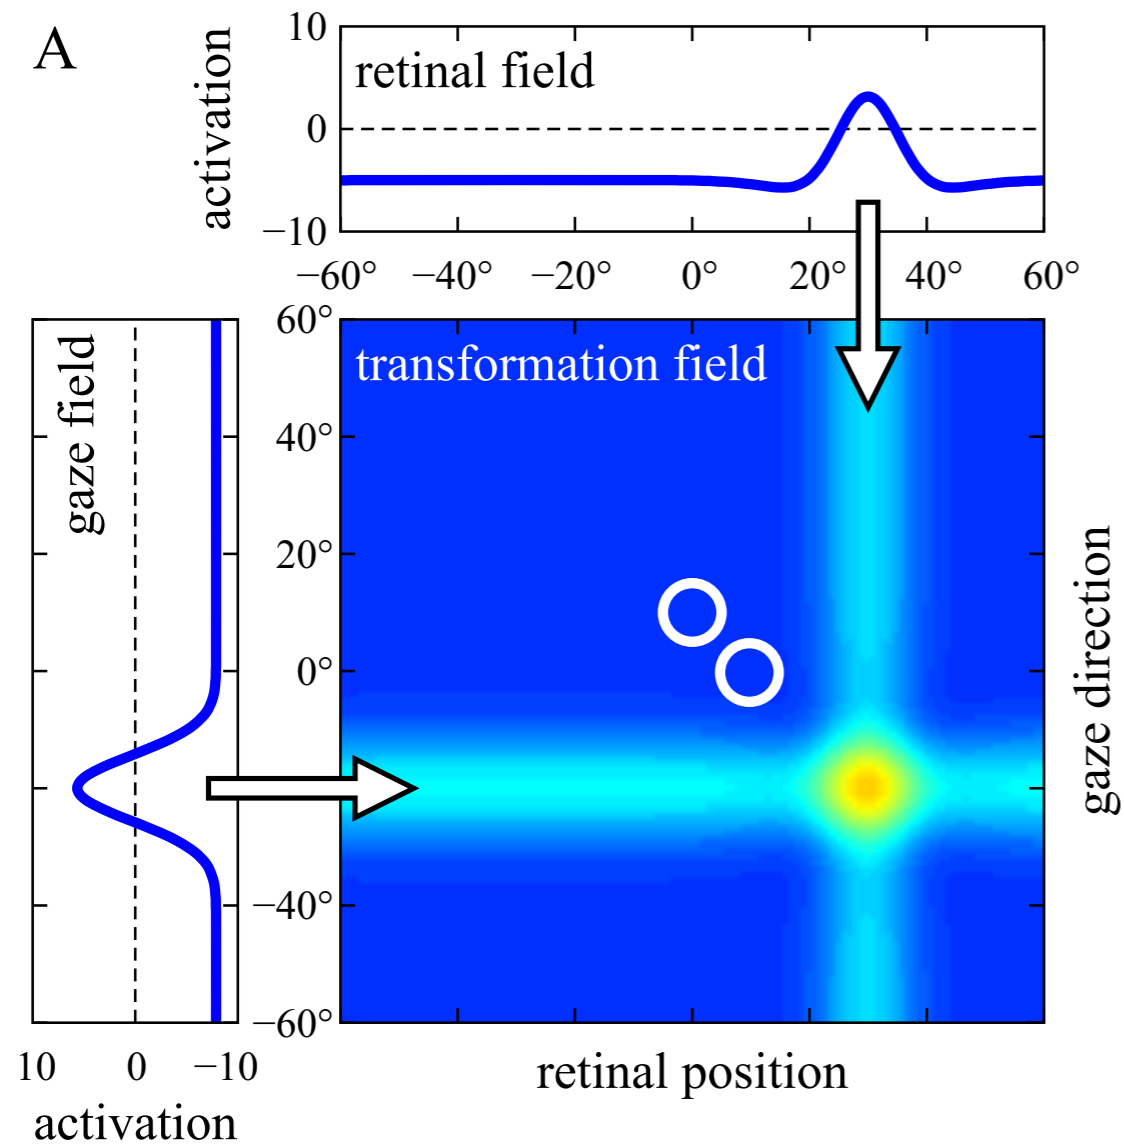 A
activation
10
0
−10
retinal field
−60°
−40°
−20°
0°
20°
40°
60°
gaze field
10
0
−10
activation
60°
40°
20°
0°
−40°
−60°
transformation field
gaze direction
retinal position